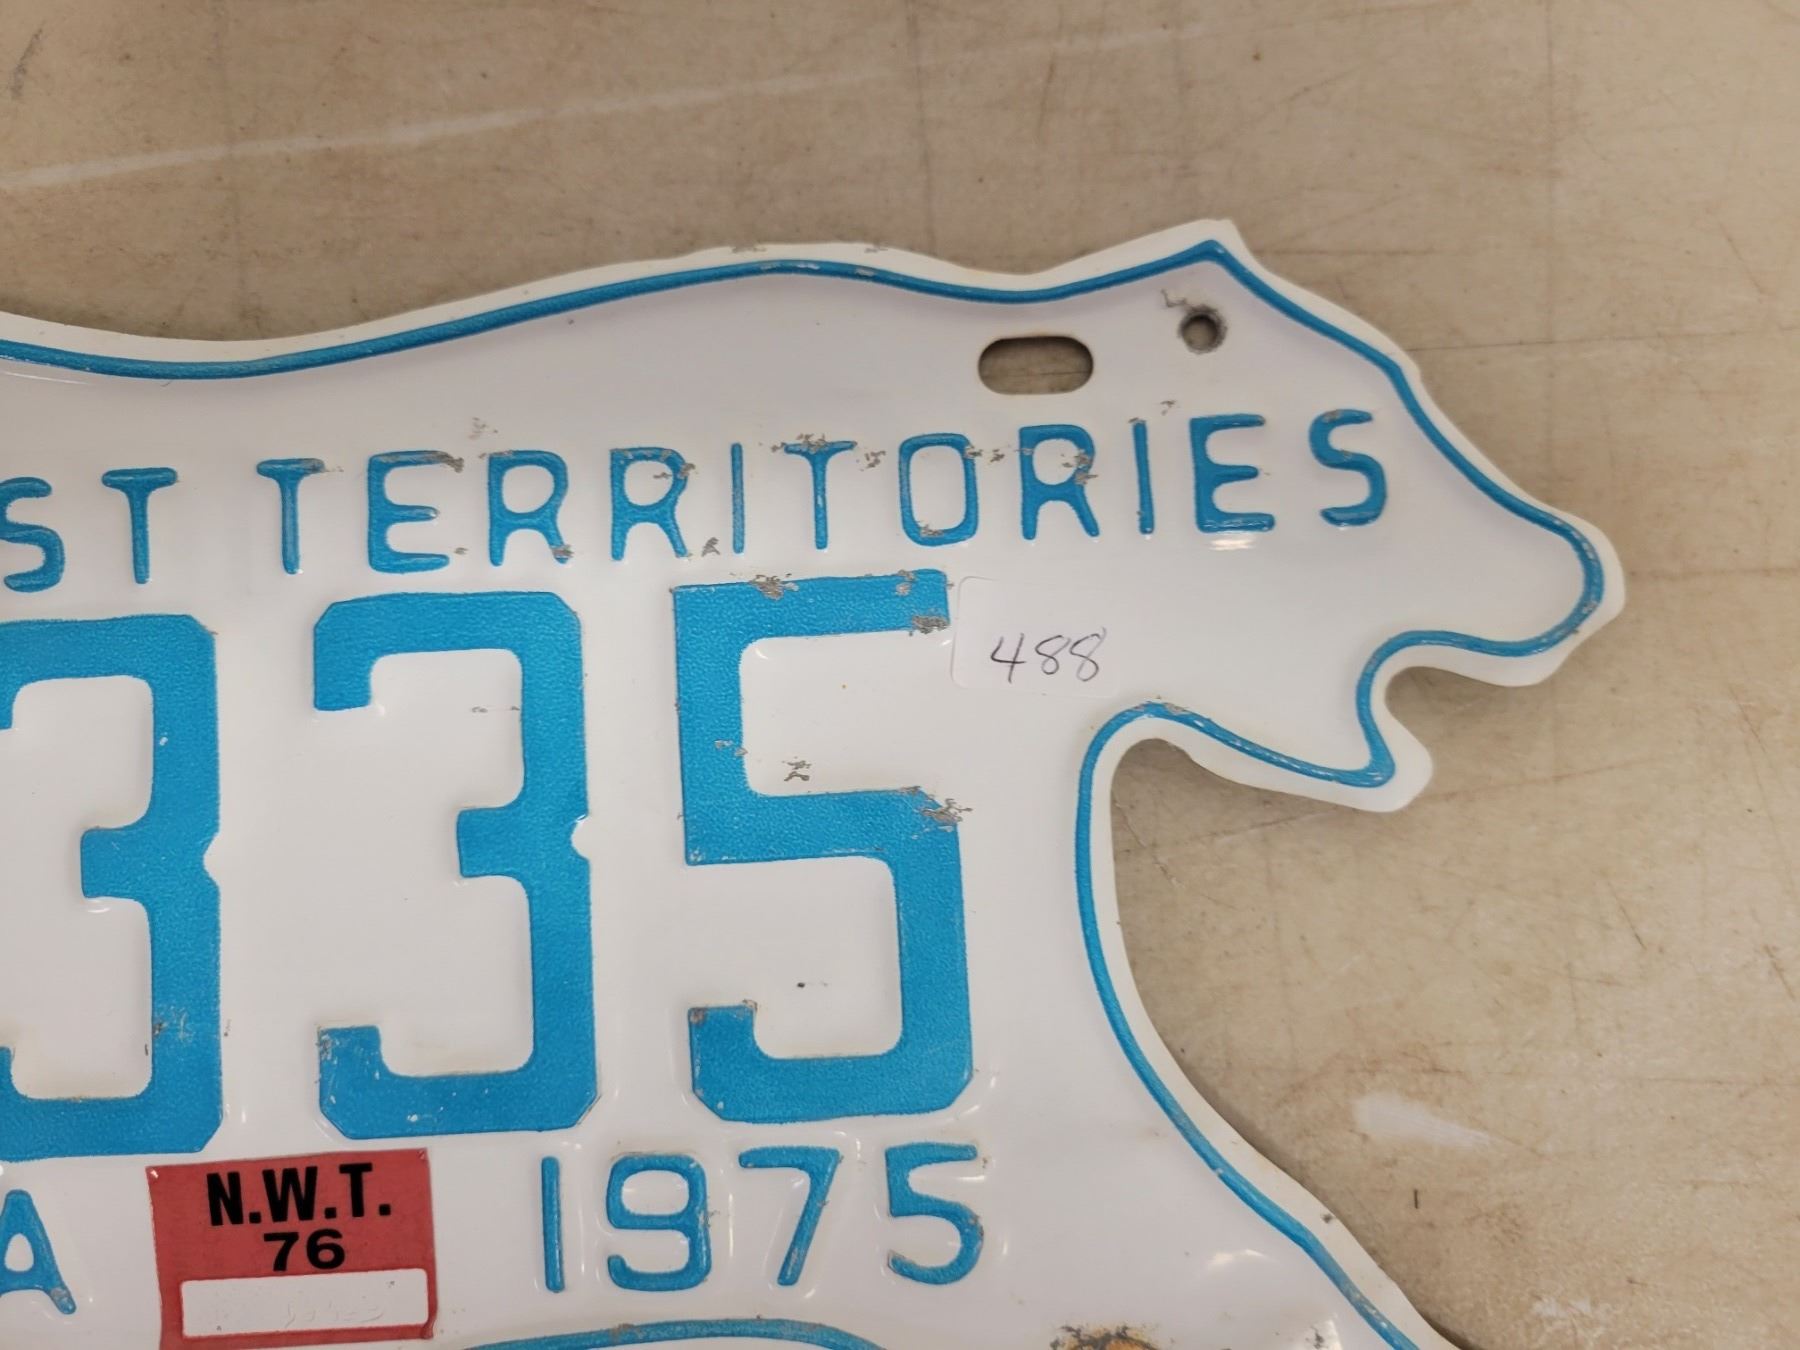 ST TERRITORIES
335
488
A 1975
N.W.T.
76